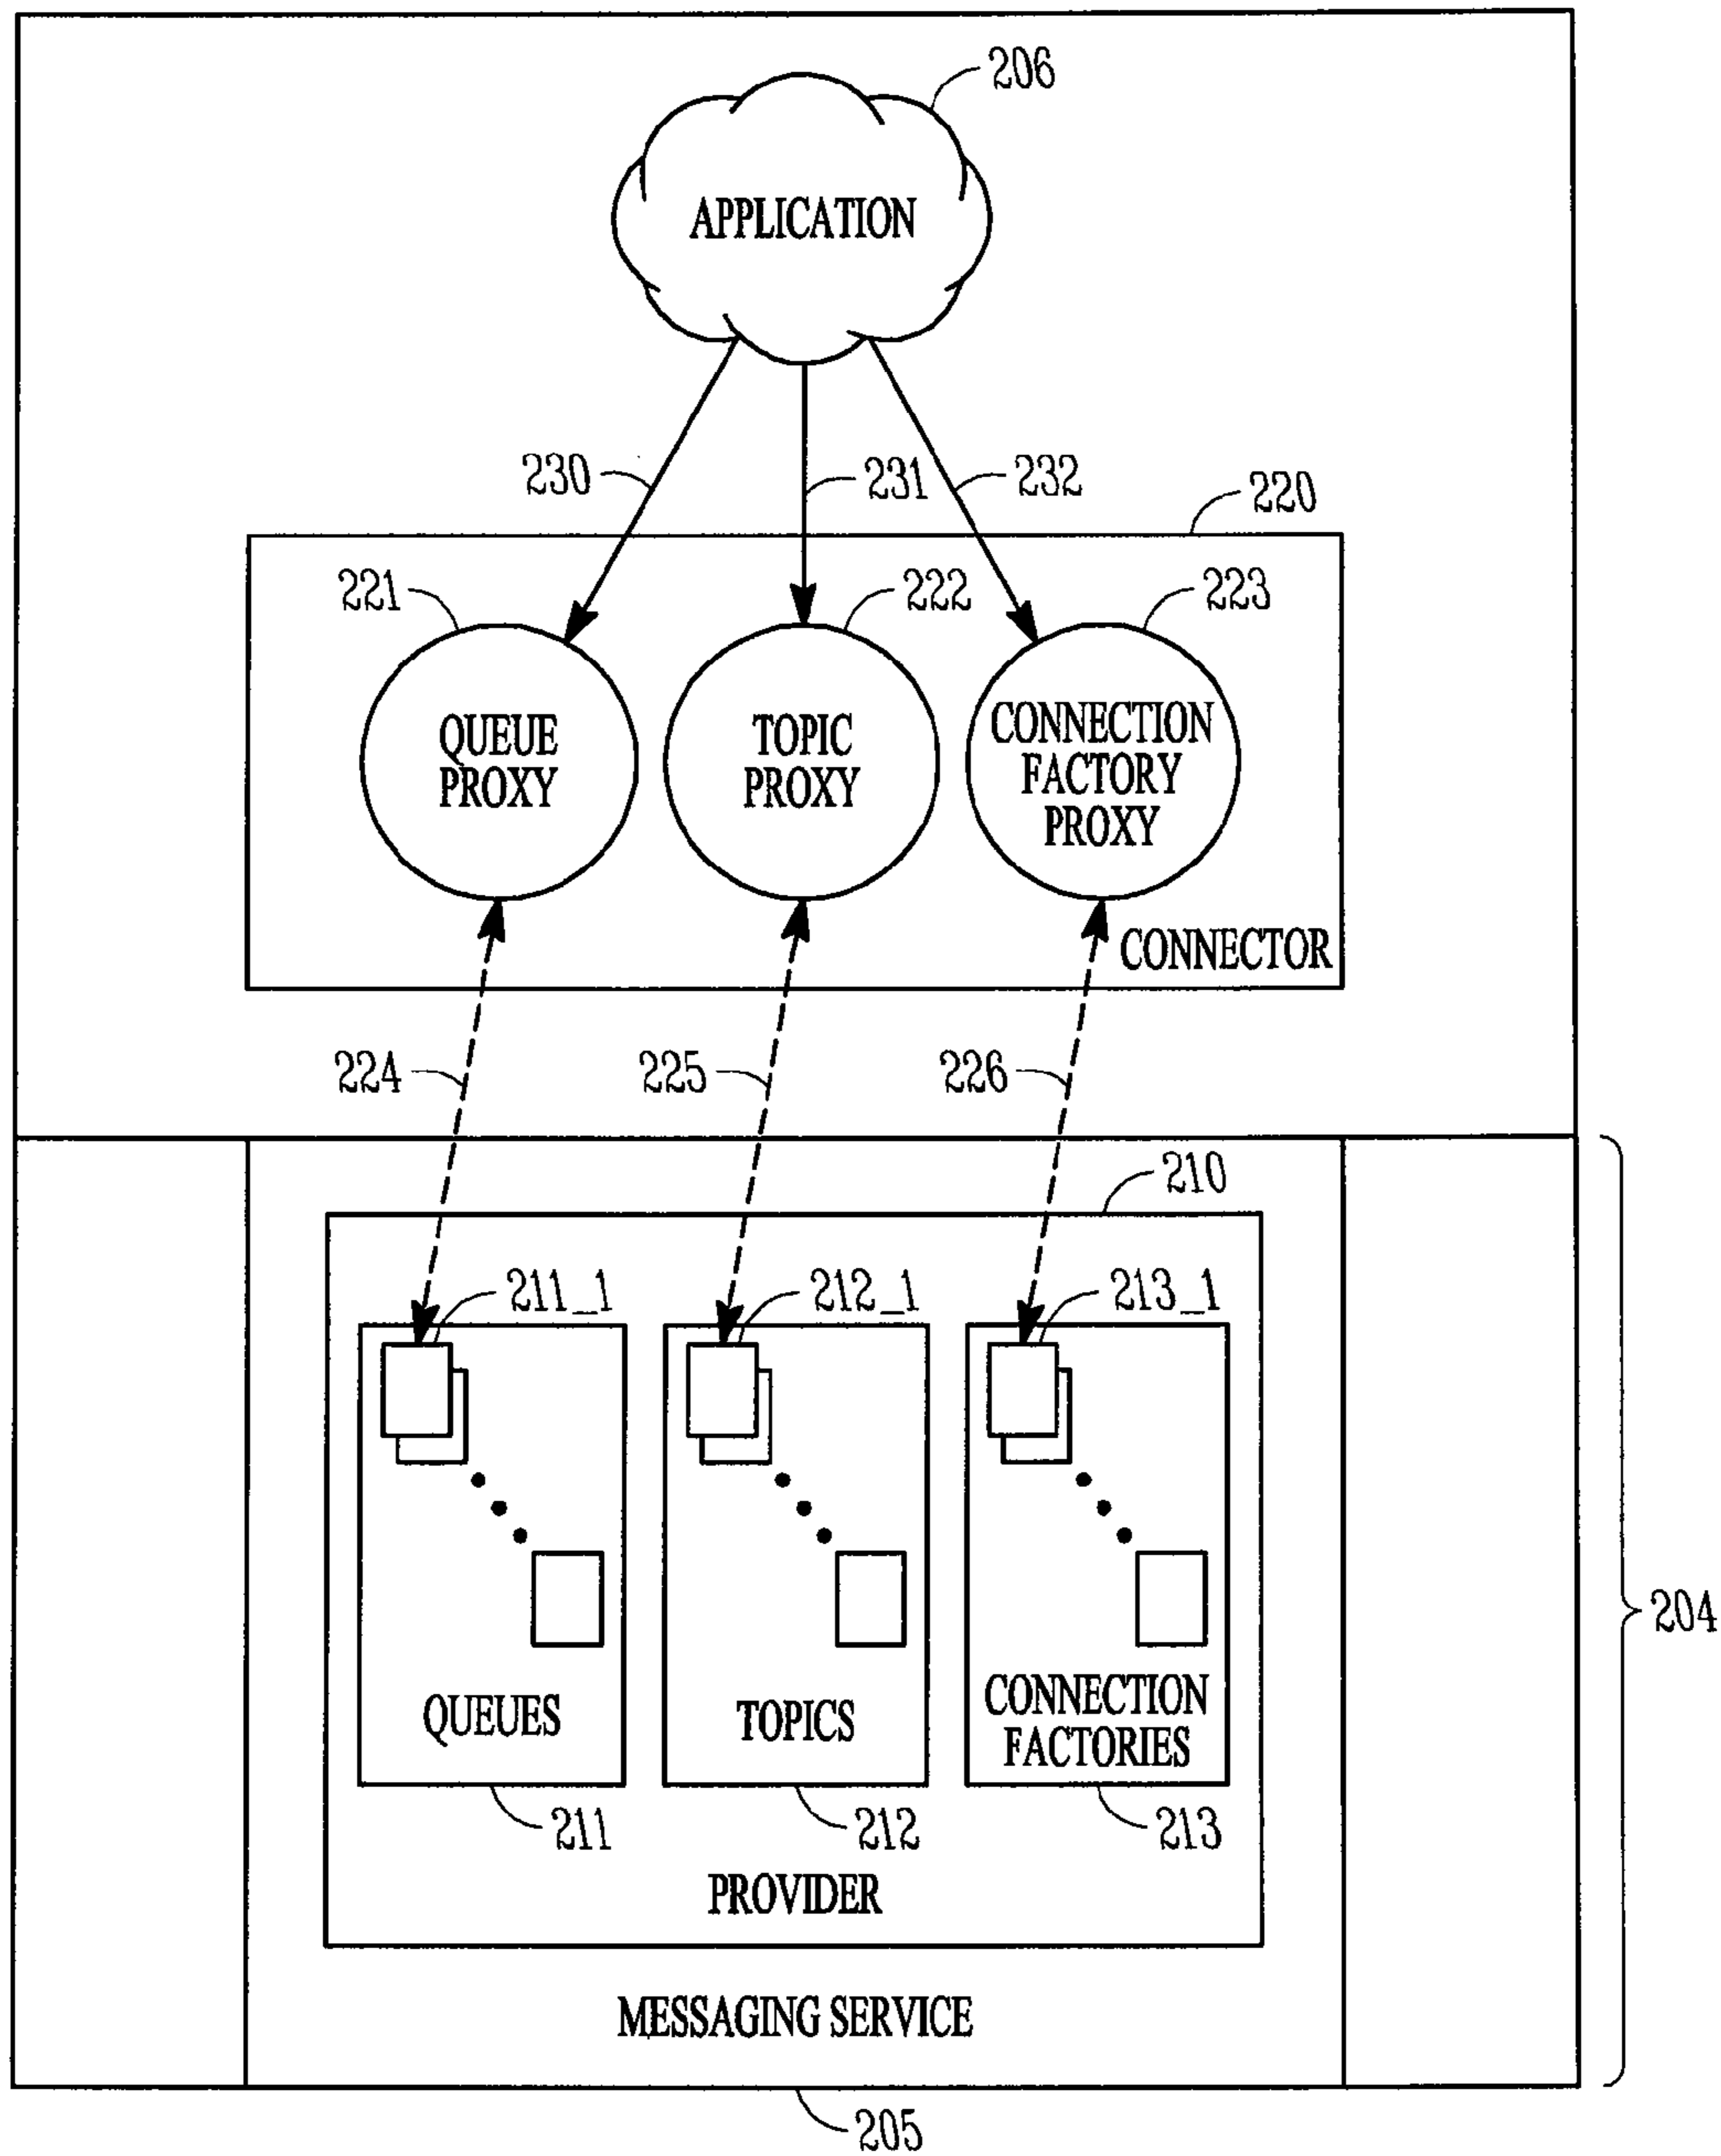 206
APPLICATION
230
231
232
220
221
222
223
QUEUE
PROXY
TOPIC
PROXY
CONNECTION
FACTORY
PROXY
CONNECTOR
224
225
226
210
211_1
212_1
213_1
204
QUEUES
TOPICS
CONNECTION
FACTORIES
211
212
213
PROVIDER
MESSAGING SERVICE
205